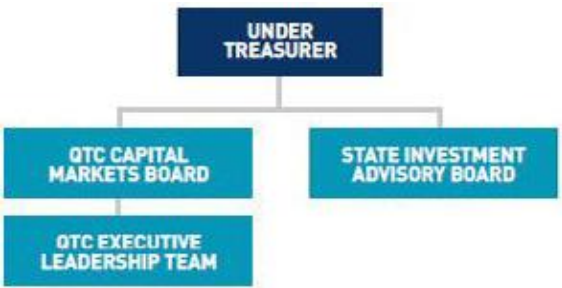 UNDER
TREASURER
QTC CAPITAL
MARKETS BOARD
STATE INVESTMENT
ADVISORY BOARD
QTC EXECUTIVE
LEADERSHIP TEAM